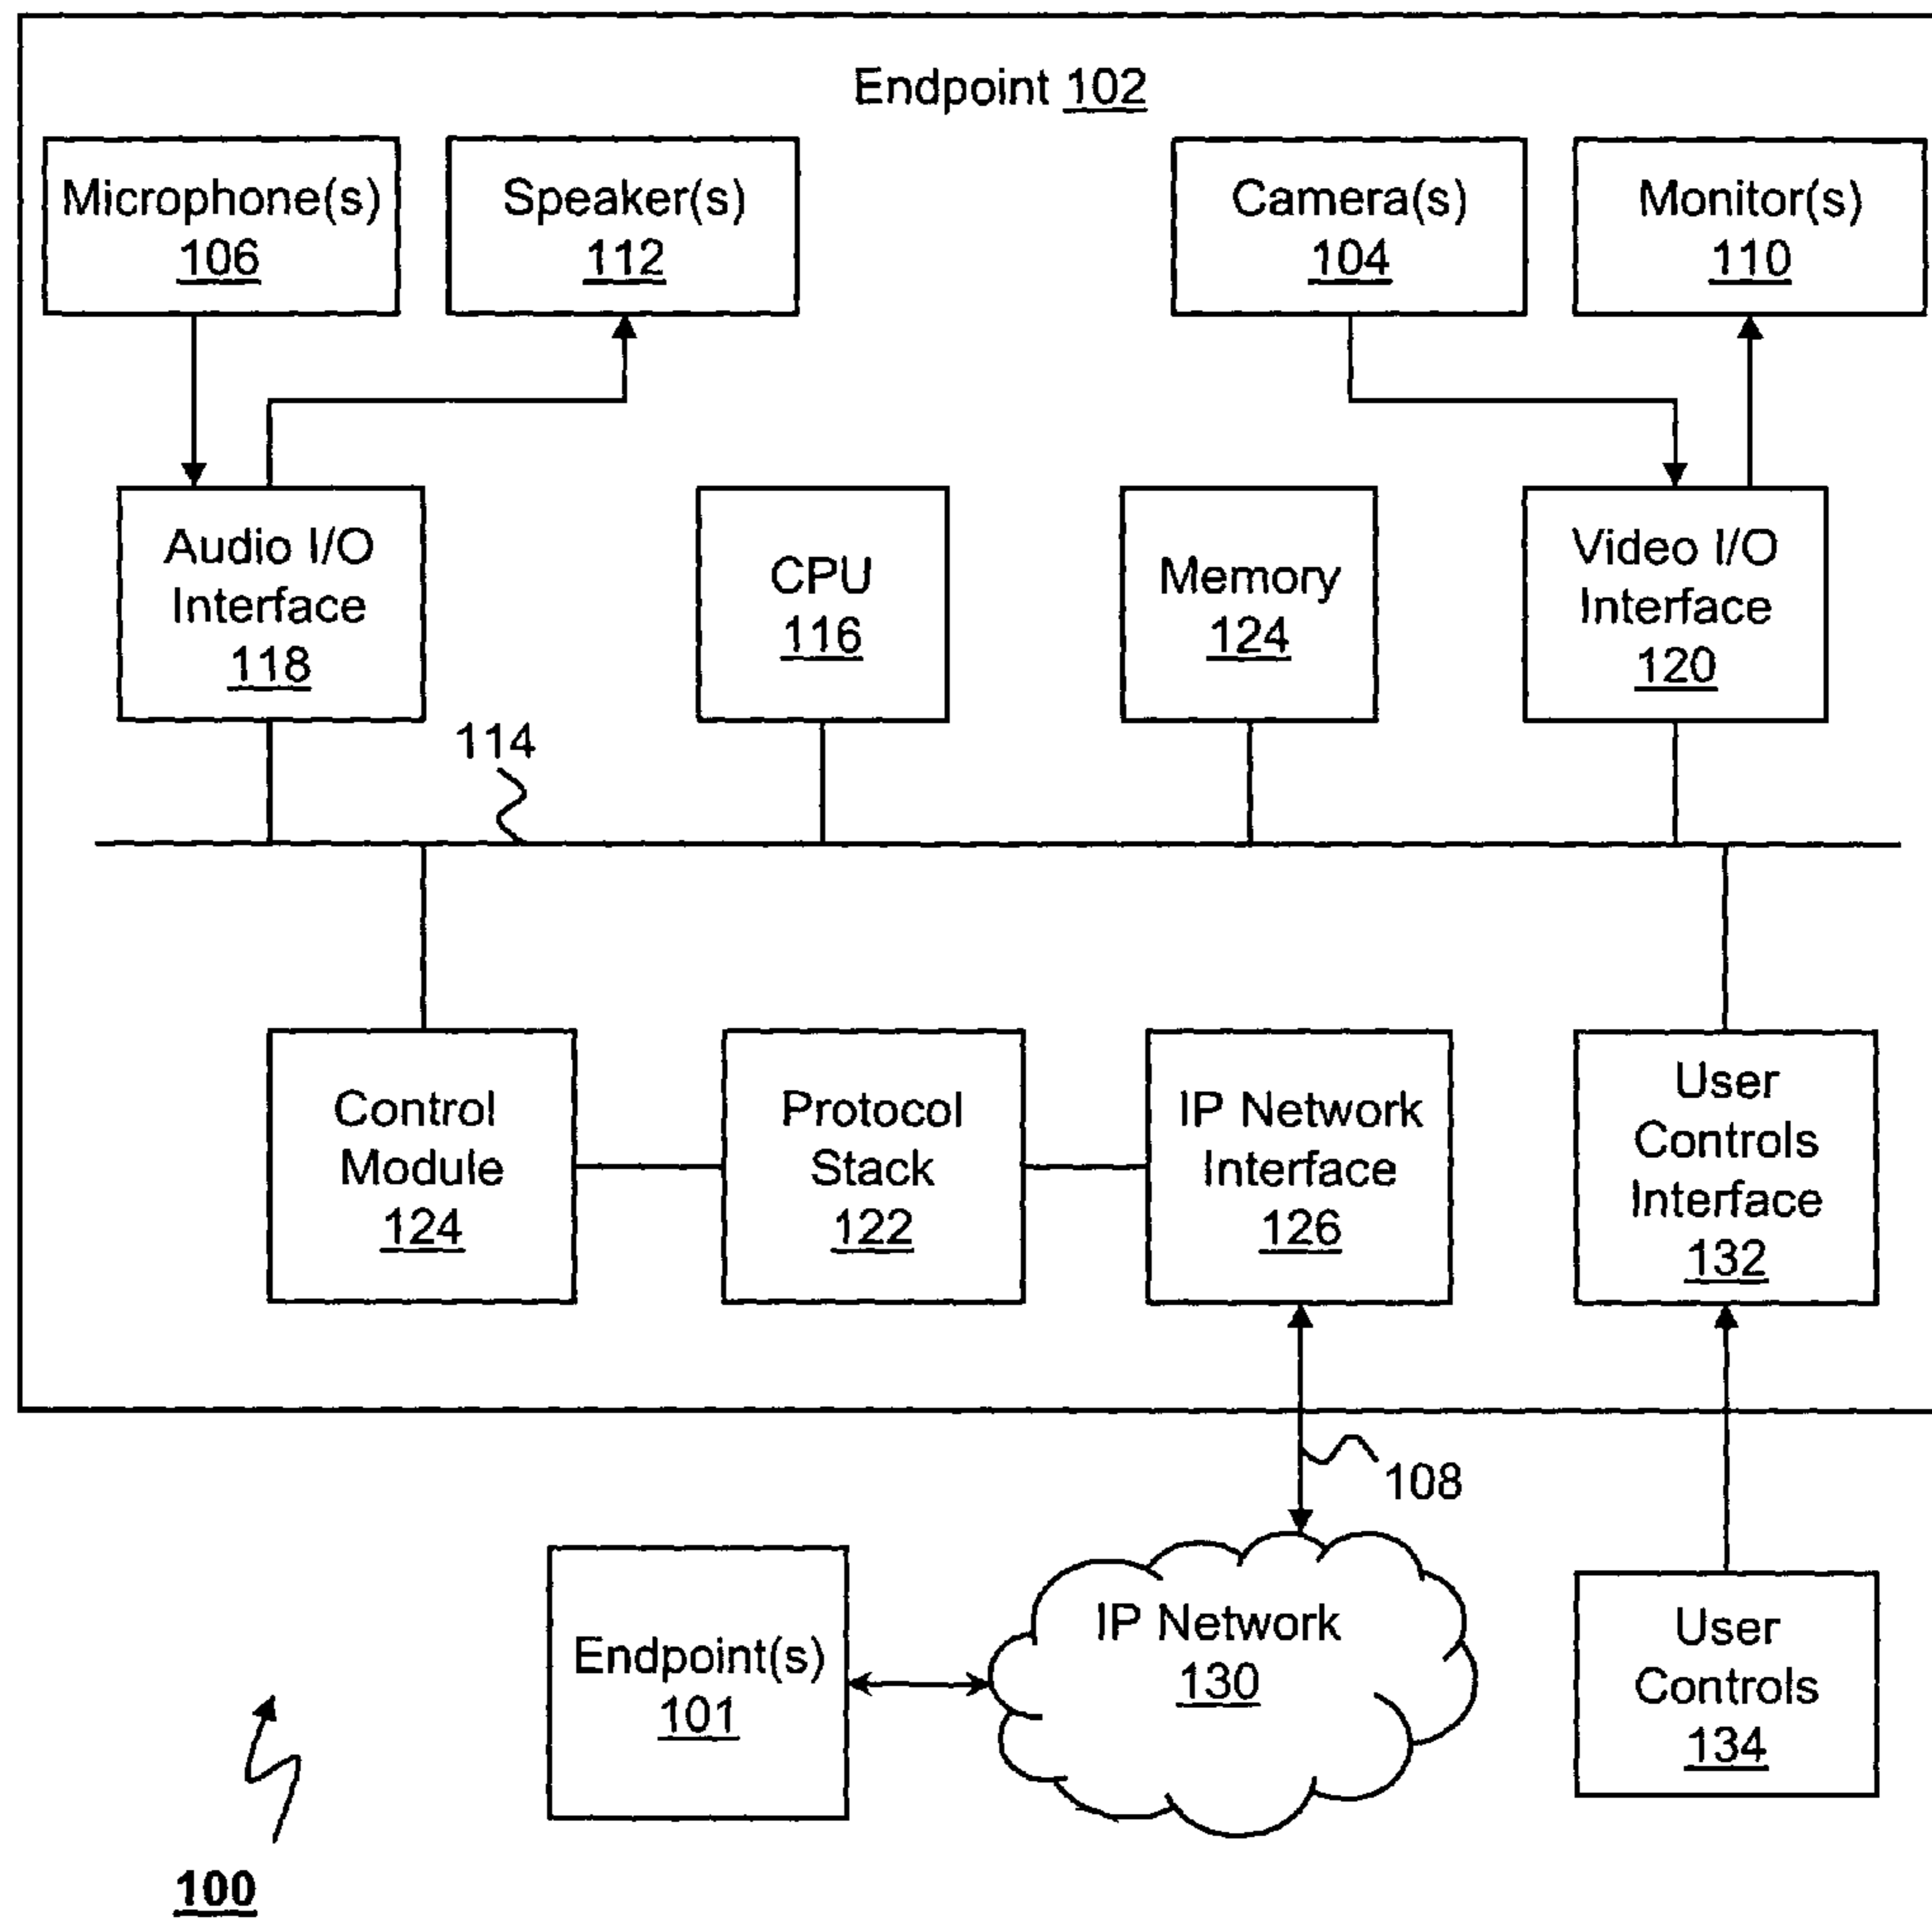 Endpoint 102
Microphone(s)
106
Speaker(s)
112
Camera(s)
104
Monitor(s)
110
Audio I/O
Interface
118
CPU
116
Memory
124
Video I/O
Interface
120
114
Control
Module
124
Protocol
Stack
122
IP Network
Interface
126
User
Controls
Interface
132
108
Endpoint(s)
101
IP Network
130
User
Controls
134
100